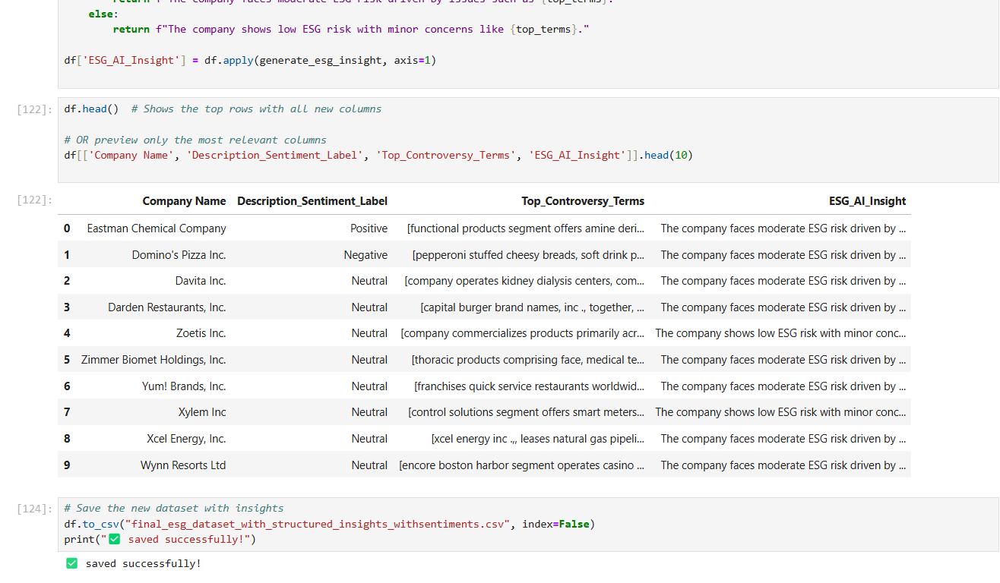 return f"The company faces moderate ESG risk driven by issues such as {top_terms}."
else:
return f"The company shows low ESG risk with minor concerns like {top_terms}."
df['ESG_AI_Insight'] = df.apply(generate_esg_insight, axis=1)
[122]: df.head()  # Shows the top rows with all new columns
# OR preview only the most relevant columns
df[['Company Name', 'Description_Sentiment_Label', 'Top_Controversy_Terms', 'ESG_AI_Insight']].head(10)
[122]: Company Name Description_Sentiment_Label Top_Controversy_Terms ESG_AI_Insight
0 Eastman Chemical Company Positive [functional products segment offers amine deri... The company faces moderate ESG risk driven by ...
1 Domino's Pizza Inc. Negative [pepperoni stuffed cheesy breads, soft drink p... The company faces moderate ESG risk driven by ...
2 Davita Inc. Neutral [company operates kidney dialysis centers, com... The company faces moderate ESG risk driven by ...
3 Darden Restaurants, Inc. Neutral [capital burger brand names, inc ., together, ... The company faces moderate ESG risk driven by ...
4 Zoetis Inc. Neutral [company commercializes products primarily acr... The company shows low ESG risk with minor conc...
5 Zimmer Biomet Holdings, Inc. Neutral [thoracic products comprising face, medical te... The company faces moderate ESG risk driven by ...
6 Yum! Brands, Inc. Neutral [franchises quick service restaurants worldwid... The company faces moderate ESG risk driven by ...
7 Xylem Inc Neutral [control solutions segment offers smart meters... The company shows low ESG risk with minor conc...
8 Xcel Energy, Inc. Neutral [xcel energy inc .,, leases natural gas pipeli... The company faces moderate ESG risk driven by ...
9 Wynn Resorts Ltd Neutral [encore boston harbor segment operates casino ... The company faces moderate ESG risk driven by ...
[124]: # Save the new dataset with insights
df.to_csv("final_esg_dataset_with_structured_insights_withsentiments.csv", index=False)
print("✅ saved successfully!")
✅ saved successfully!